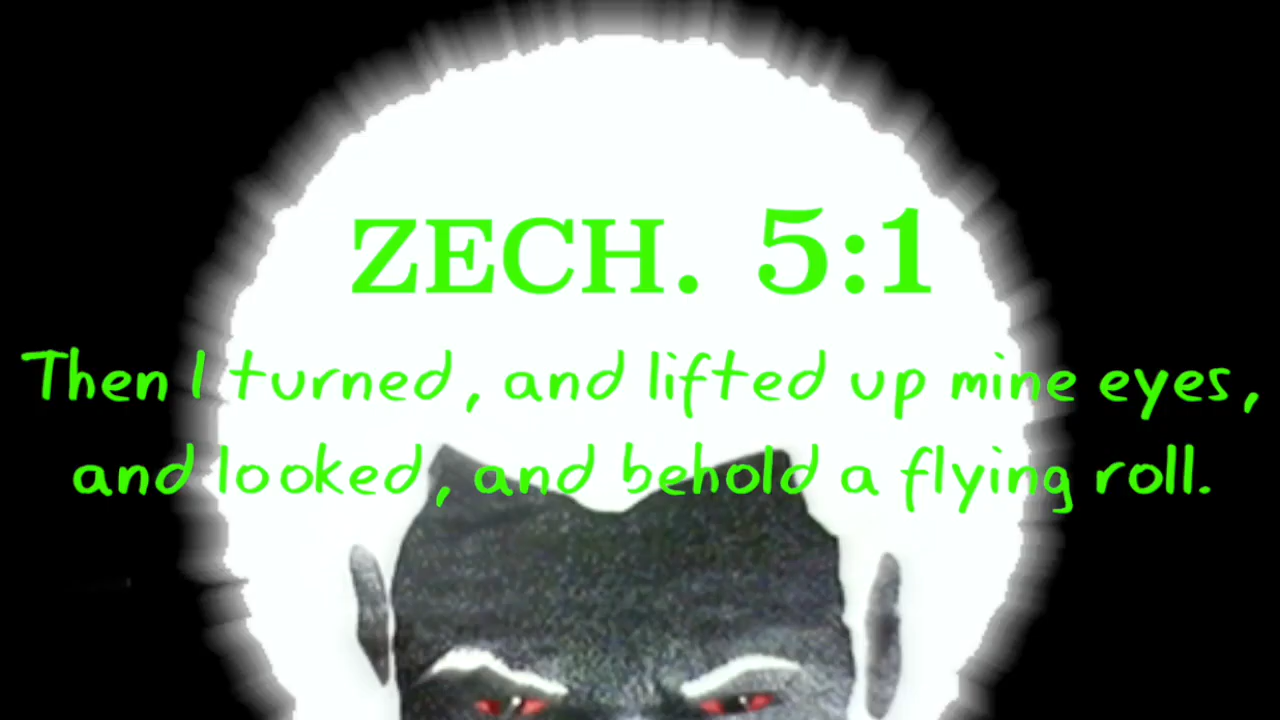 ZECH. 5:1
Then I turned, and lifted up mine eyes,
and looked, and behold a flying roll.